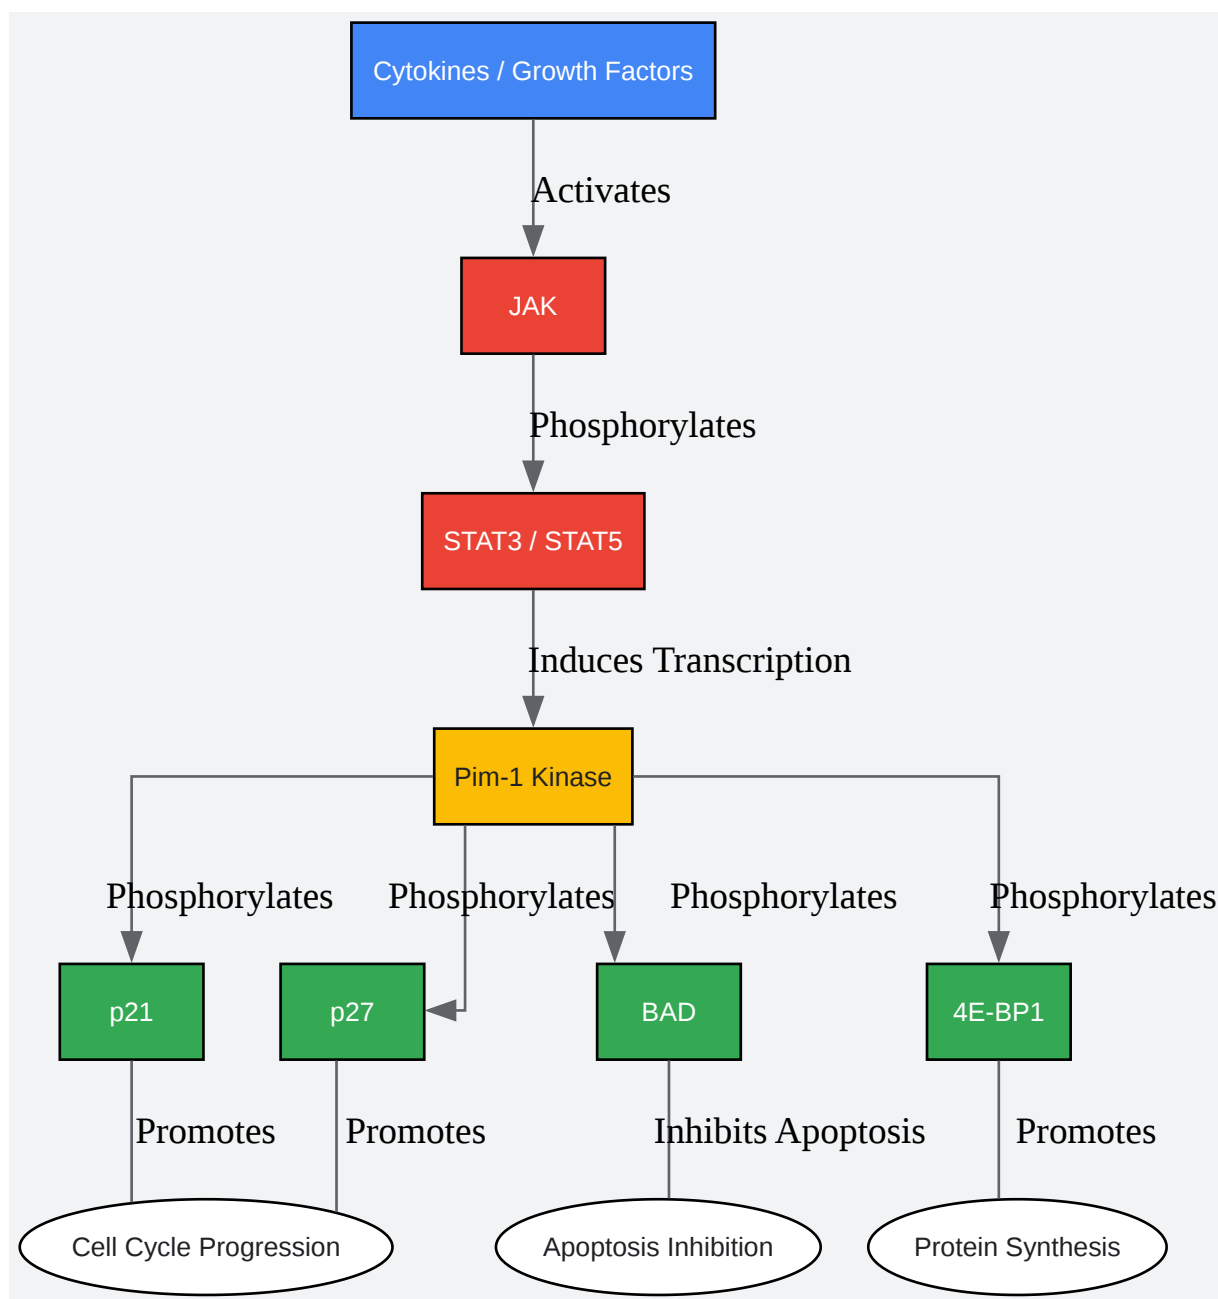 Cytokines / Growth Factors
Activates
JAK
Phosphorylates
STAT3 / STAT5
Induces Transcription
Pim-1 Kinase
Phosphorylates
Phosphorylates
Phosphorylates
Phosphorylates
p21
p27
BAD
4E-BP1
Promotes
Promotes
Inhibits Apoptosis
Promotes
Cell Cycle Progression
Apoptosis Inhibition
Protein Synthesis